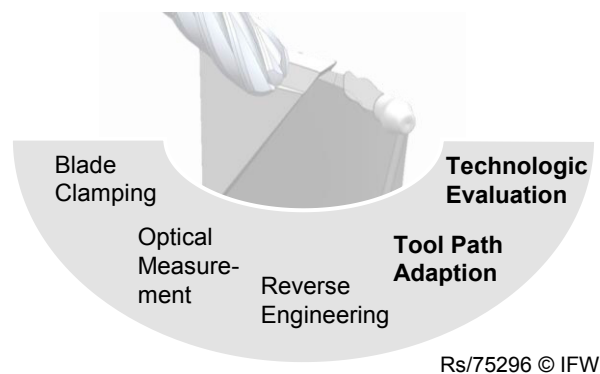 Blade
Clamping
Optical
Measure-
ment
Reverse
Engineering
Tool Path
Adaption
Technologic
Evaluation
Rs/75296 © IFW